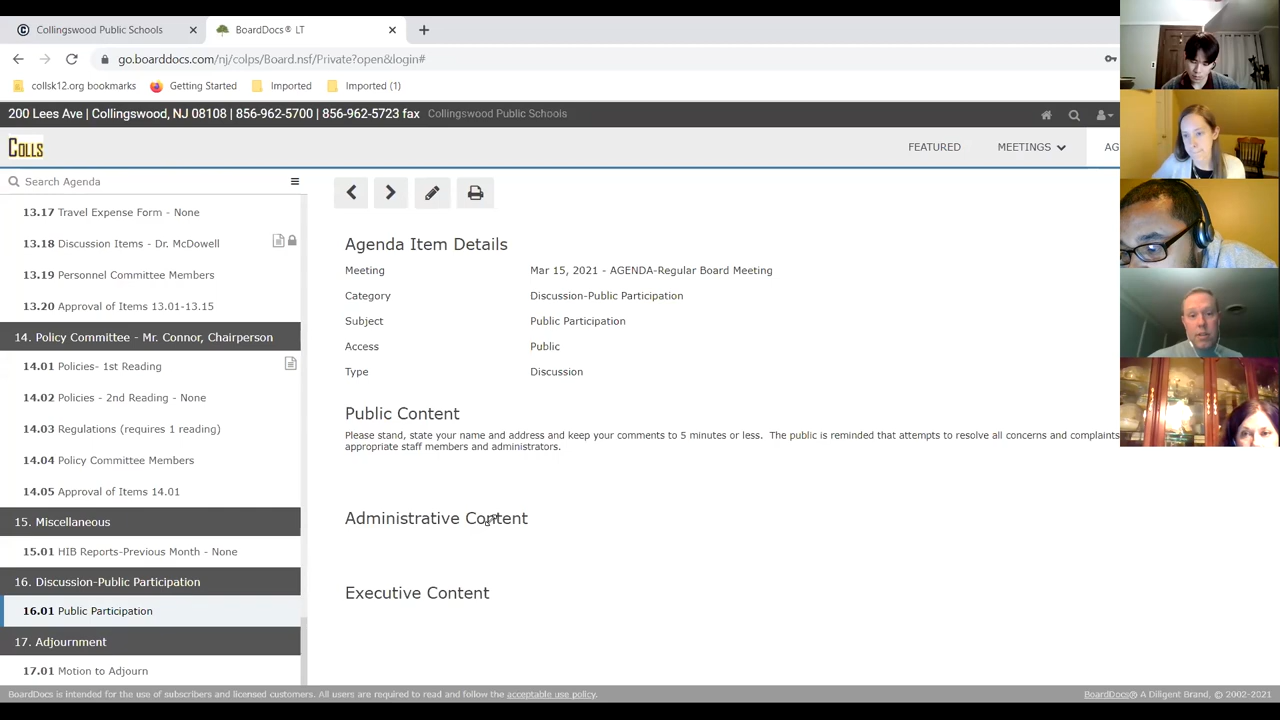 Collingswood Public Schools
BoardDocs® LT
go.boarddocs.com/nj/colps/Board.nsf/Private?open&login#
collsk12.org bookmarks
Getting Started
Imported
Imported (1)
200 Lees Ave | Collingswood, NJ 08108 | 856-962-5700 | 856-962-5723 fax
Collingswood Public Schools
COLLS
FEATURED
MEETINGS
AG
Search Agenda
13.17 Travel Expense Form - None
13.18 Discussion Items - Dr. McDowell
13.19 Personnel Committee Members
13.20 Approval of Items 13.01-13.15
14. Policy Committee - Mr. Connor, Chairperson
14.01 Policies- 1st Reading
14.02 Policies - 2nd Reading - None
14.03 Regulations (requires 1 reading)
14.04 Policy Committee Members
14.05 Approval of Items 14.01
15. Miscellaneous
15.01 HIB Reports-Previous Month - None
16. Discussion-Public Participation
16.01 Public Participation
17. Adjournment
17.01 Motion to Adjourn
Agenda Item Details
Meeting Mar 15, 2021 - AGENDA-Regular Board Meeting
Category Discussion-Public Participation
Subject Public Participation
Access Public
Type Discussion
Public Content
Please stand, state your name and address and keep your comments to 5 minutes or less. The public is reminded that attempts to resolve all concerns and complaints
appropriate staff members and administrators.
Administrative Content
Executive Content
BoardDocs is intended for the use of subscribers and licensed customers. All users are required to read and follow the acceptable use policy.
BoardDocs® A Diligent Brand, © 2002-2021